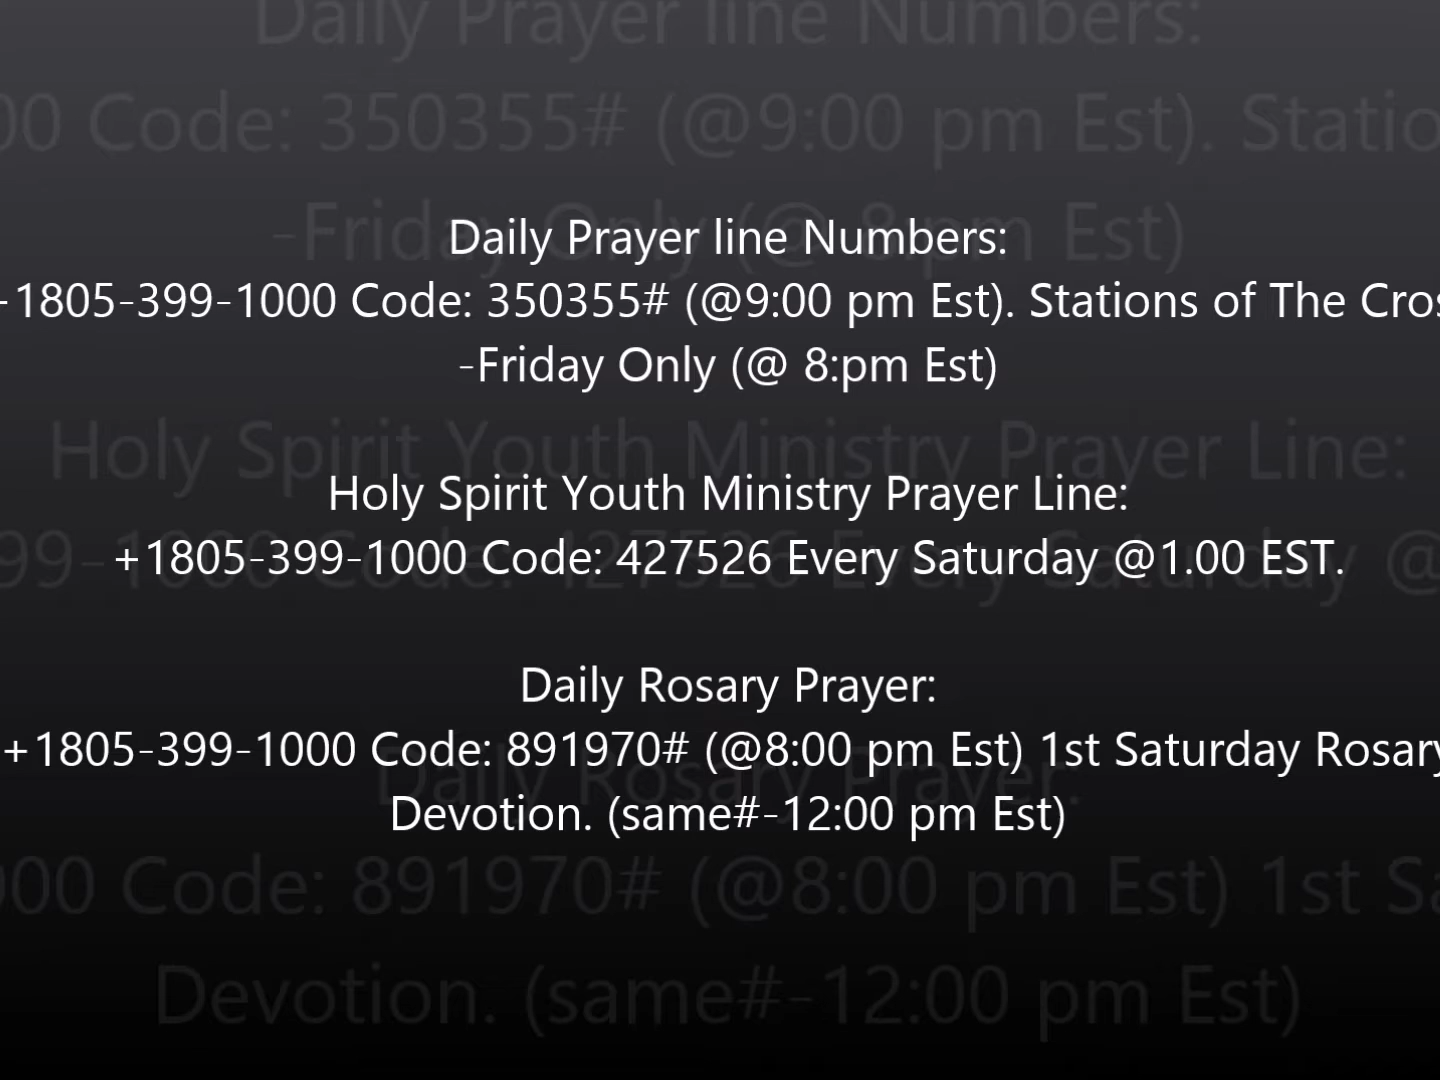 Daily Prayer line Numbers:
1805-399-1000 Code: 350355# (@9:00 pm Est). Stations of The
-Friday Only (@ 8:pm Est)
Holy Spirit Youth Ministry Prayer Line:
+1805-399-1000 Code: 427526 Every Saturday @1.00 EST.
Daily Rosary Prayer:
+1805-399-1000 Code: 891970# (@8:00 pm Est) 1st Saturday Rosary
Devotion. (same#-12:00 pm Est)